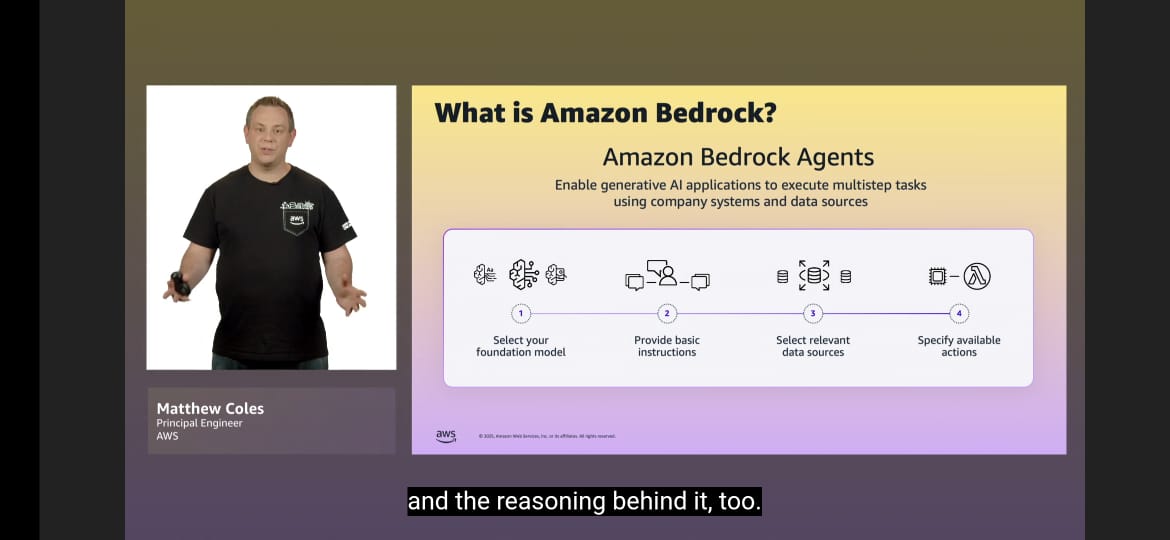 What is Amazon Bedrock?
Amazon Bedrock Agents
Enable generative AI applications to execute multistep tasks
using company systems and data sources
1
2
3
4
Select your
foundation model
Provide basic
instructions
Select relevant
data sources
Specify available
actions
aws
Matthew Coles
Principal Engineer
AWS
aws
© 2025, Amazon Web Services, Inc. or its affiliates. All rights reserved.
and the reasoning behind it, too.